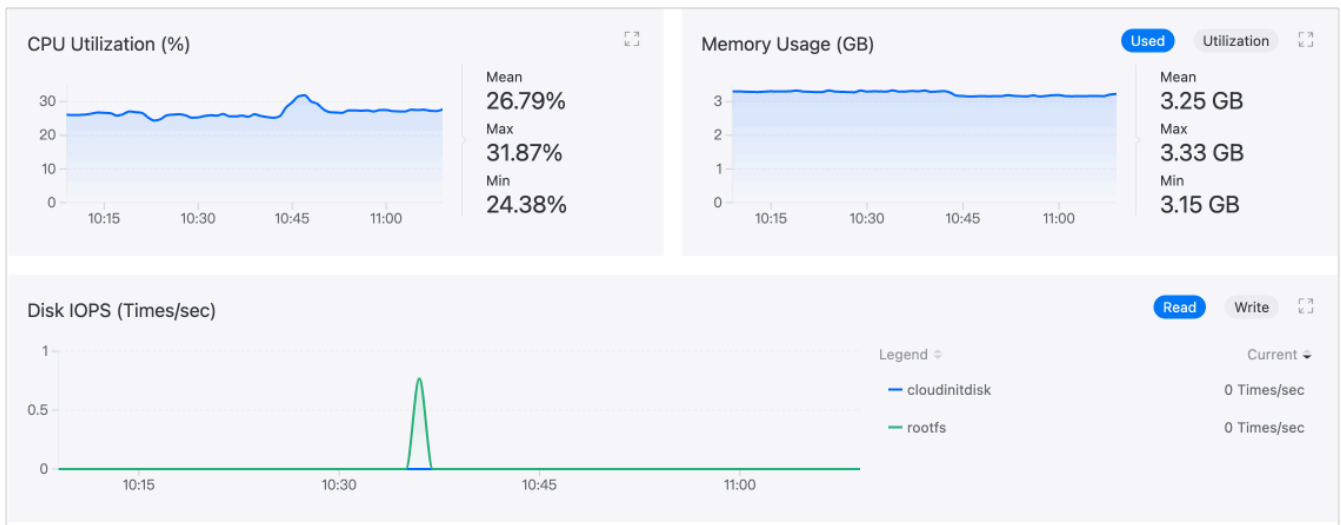 CPU Utilization (%)
30
20
10
0
10:15 10:30 10:45 11:00
Mean
26.79%
Max
31.87%
Min
24.38%
Memory Usage (GB)
Used Utilization
3
2
1
0
10:15 10:30 10:45 11:00
Mean
3.25 GB
Max
3.33 GB
Min
3.15 GB
Disk IOPS (Times/sec)
Read Write
1
0.5
0
10:15 10:30 10:45 11:00
Legend Current
cloudinitdisk 0 Times/sec
rootfs 0 Times/sec